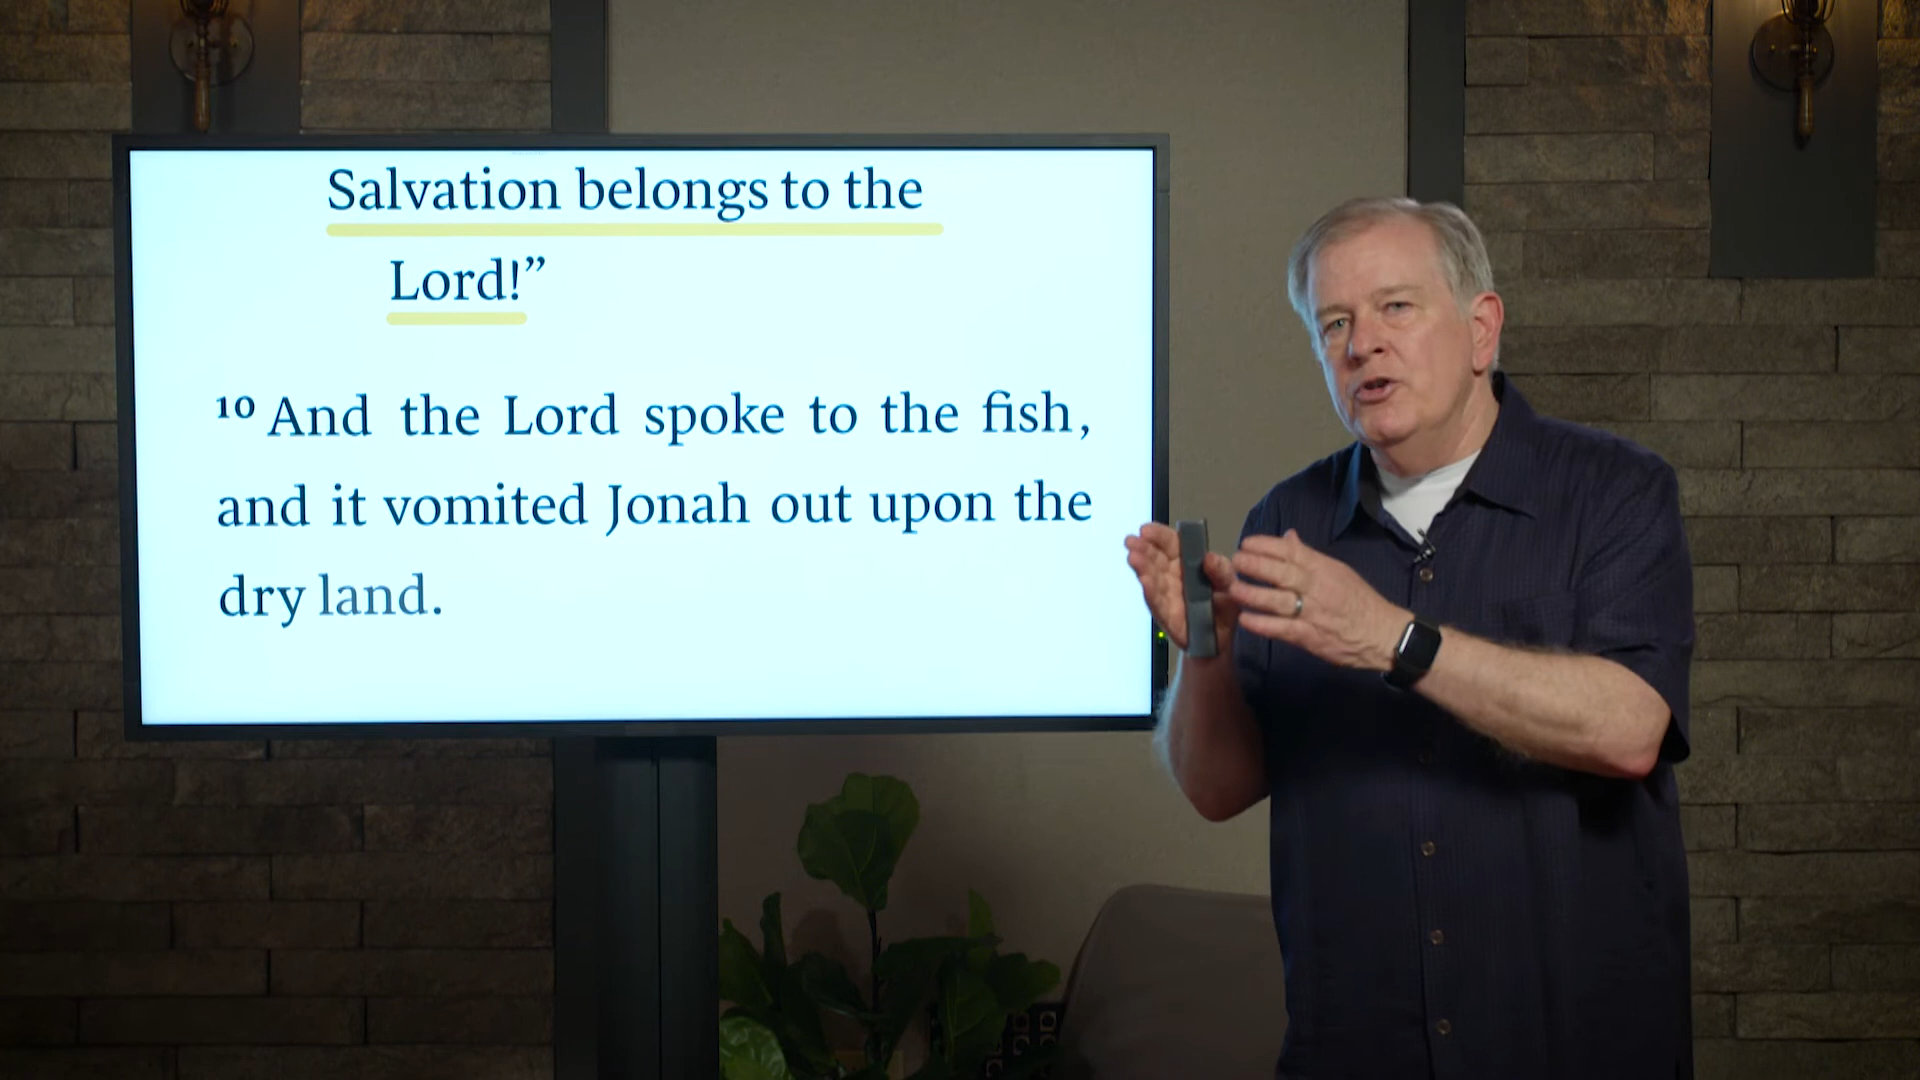 Salvation belongs to the
Lord!”
¹⁰ And the Lord spoke to the fish,
and it vomited Jonah out upon the
dry land.